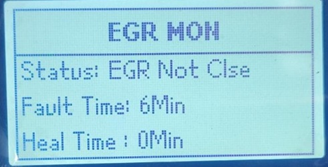 EGR MON
Status: EGR Not Clse
Fault Time: 6Min
Heal Time : 0Min